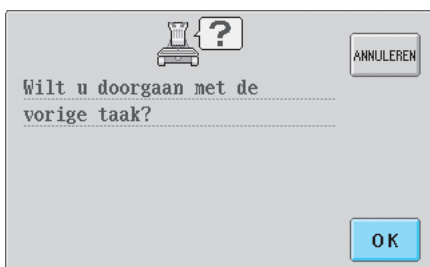 ?
ANNULEREN
Wilt u doorgaan met de
vorige taak?
OK